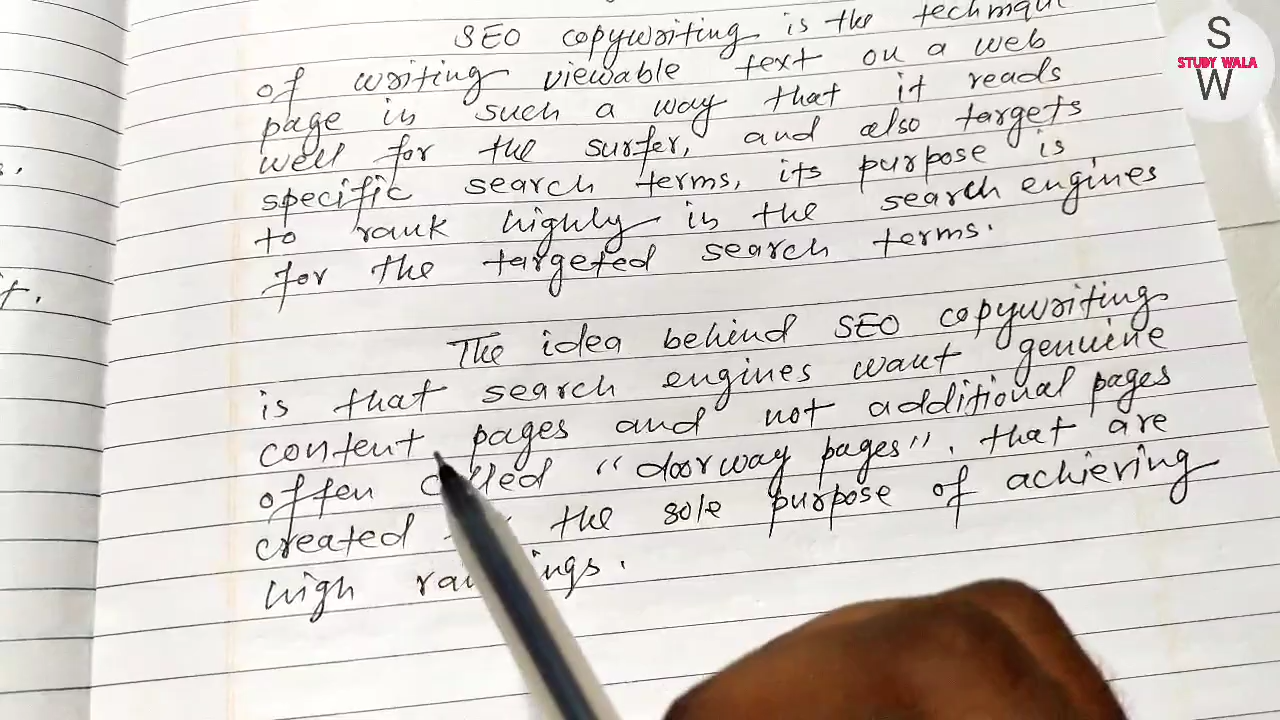 SEO copywriting is the technique
of writing viewable text on a web
page in such a way that it reads
well for the surfer, and also targets
specific search terms, its purpose is
to rank highly in the search engines
for the targeted search terms.
The idea behind SEO copywriting
is that search engines want genuine
content pages and not additional pages
often called "doorway pages". that are
created the sole purpose of achieving
high rankings.
S
STUDY WALA
W